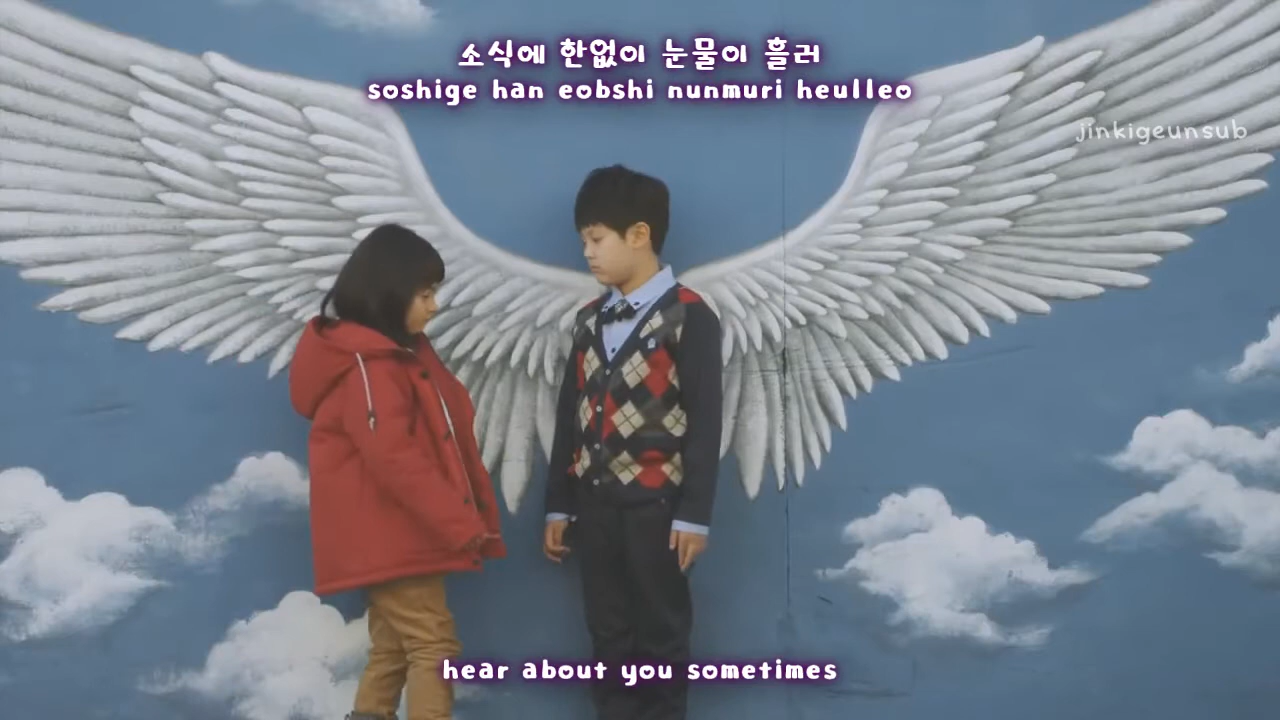 소식에 한없이 눈물이 흘러
soshige han eobshi nunmuri heulleo
jinkigeunsub
hear about you sometimes